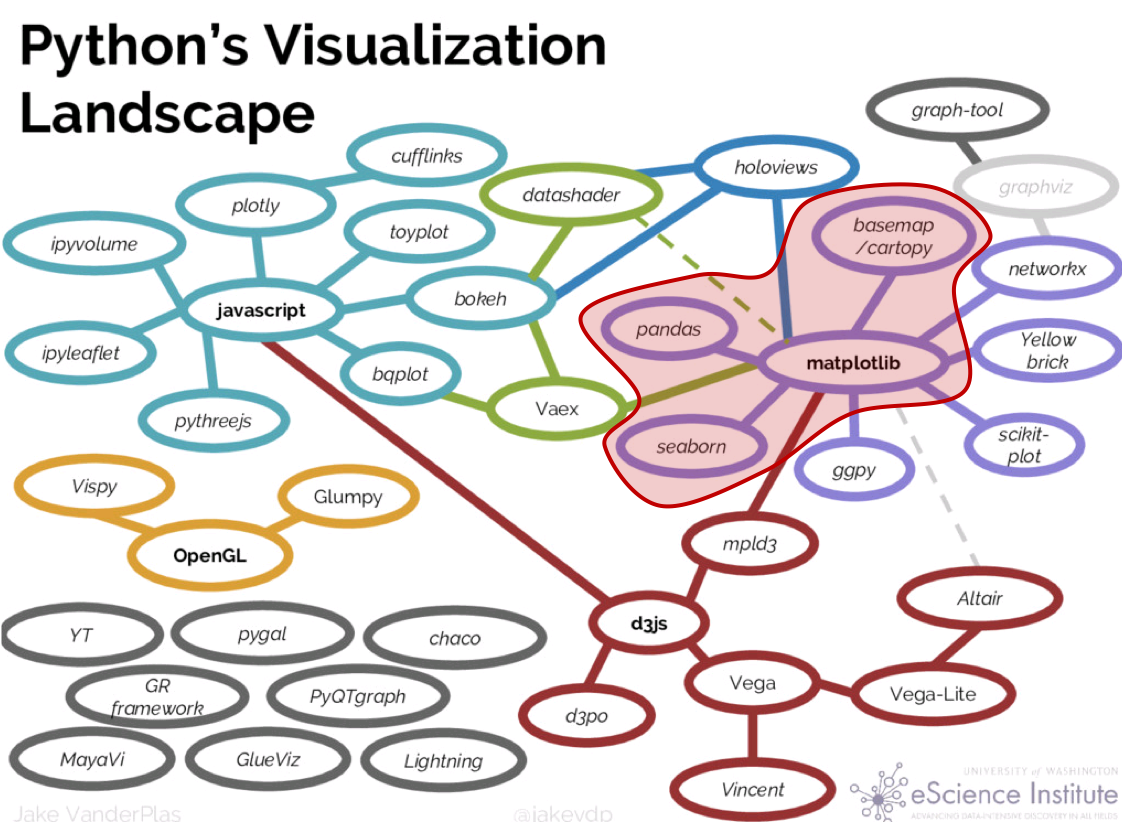 Python's Visualization
Landscape
graph-tool
cufflinks
holoviews
datashader
graphviz
plotly
toyplot
basemap
/cartopy
ipyvolume
networkx
bokeh
javascript
pandas
Yellow
brick
ipyleaflet
matplotlib
bqplot
Vaex
pythreejs
seaborn
scikit-
plot
ggpy
Vispy
Glumpy
OpenGL
mpld3
Altair
YT
pygal
chaco
d3js
GR
framework
PyQTgraph
Vega
Vega-Lite
d3po
MayaVi
GlueViz
Lightning
Vincent
UNIVERSITY of WASHINGTON
eScience Institute
ADVANCING DATA-INTENSIVE DISCOVERY IN ALL FIELDS
Jake VanderPlas
@jakevdp